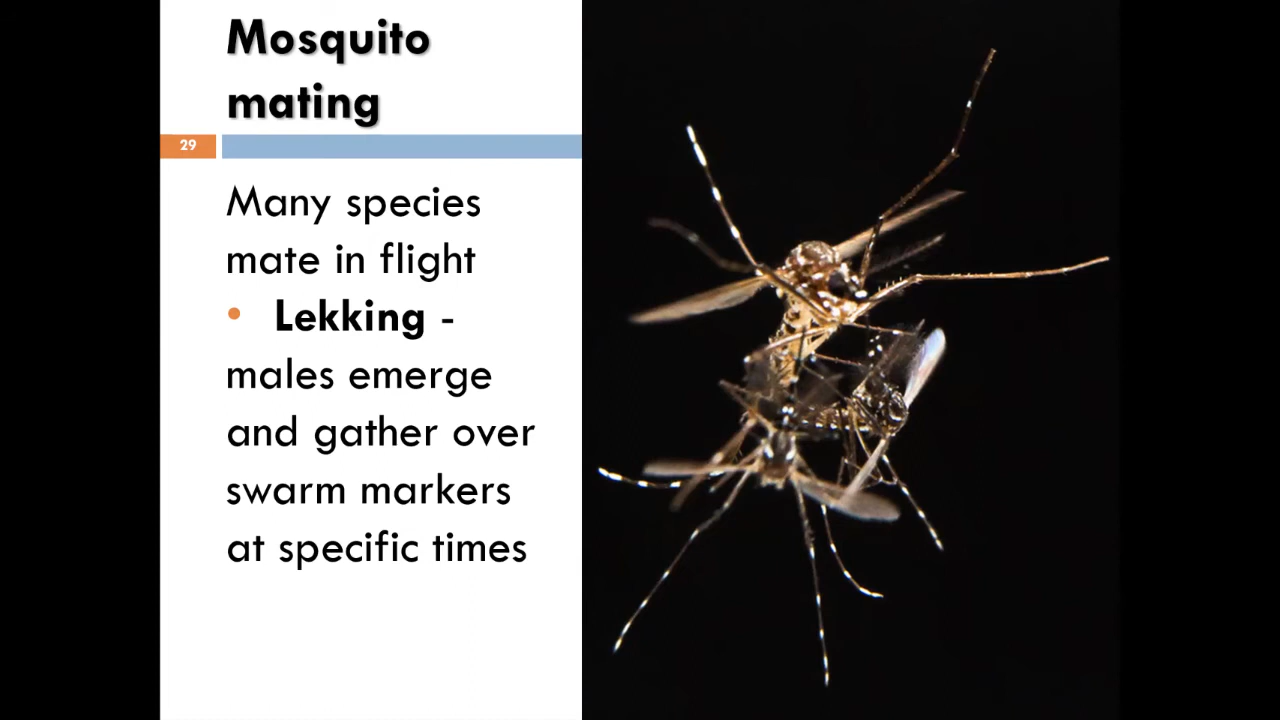 Mosquito
mating
29
Many species
mate in flight
• Lekking -
males emerge
and gather over
swarm markers
at specific times